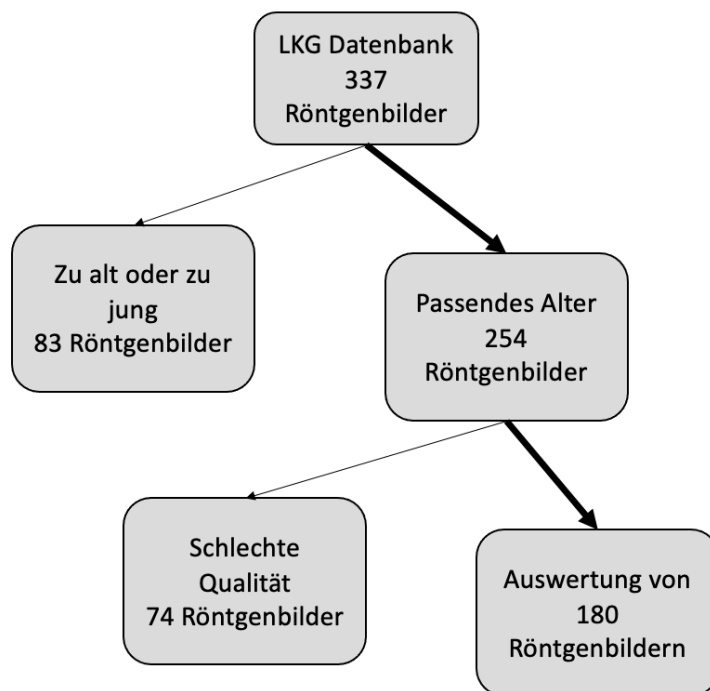 LKG Datenbank
337
Röntgenbilder
Zu alt oder zu
jung
83 Röntgenbilder
Passendes Alter
254
Röntgenbilder
Schlechte
Qualität
74 Röntgenbilder
Auswertung von
180
Röntgenbildern